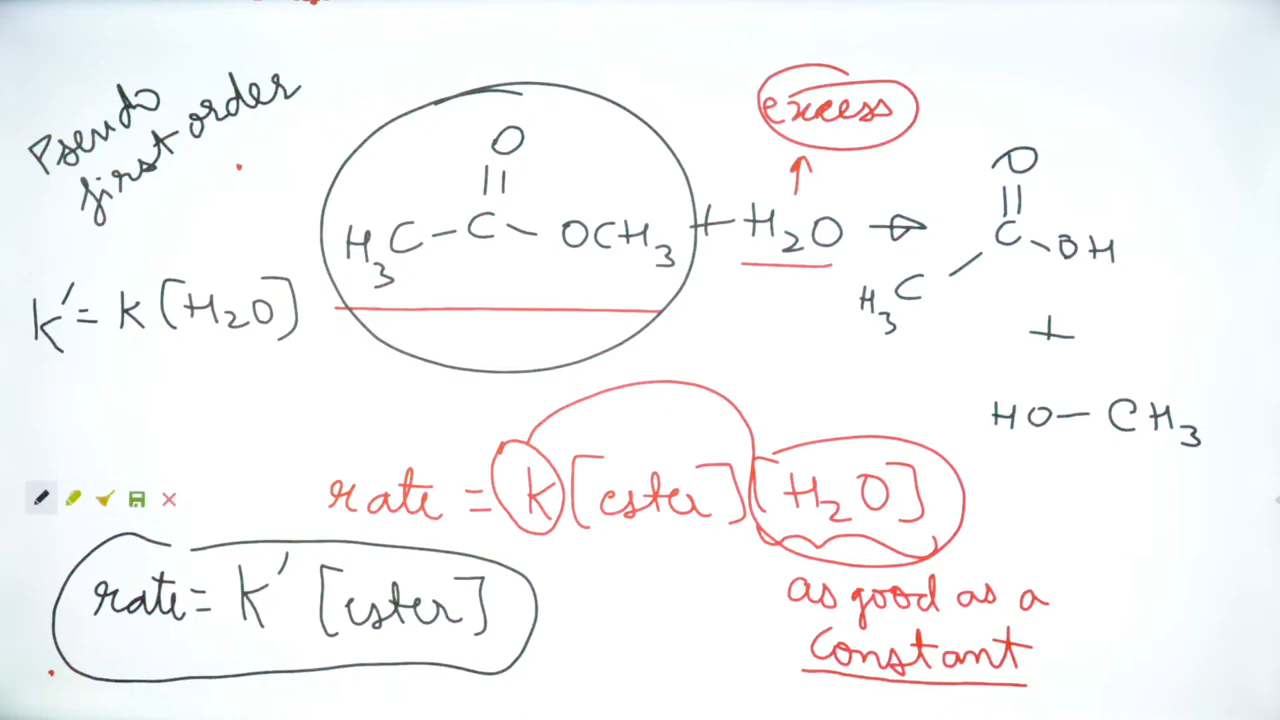 Pseudo
first order
excess
O
||
H3C-C-OCH3 + H2O →
O
||
C-OH
H3C
+
HO-CH3
k' = k [H2O]
rate = k [ester] [H2O]
as good as a
constant
rate = k' [ester]